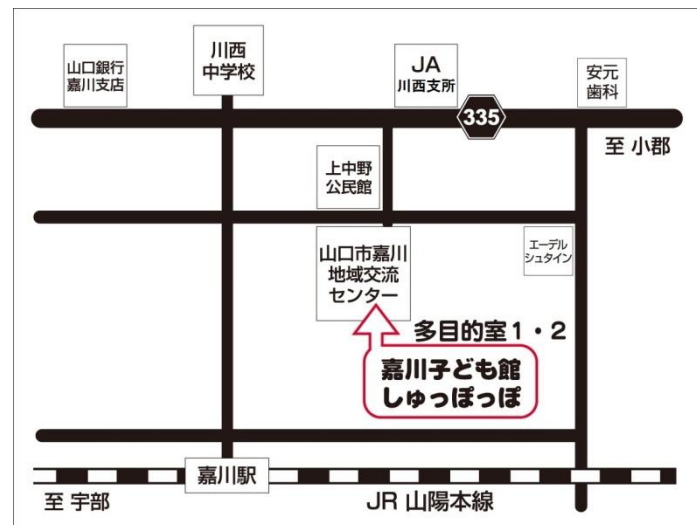 川西
中学校
山口銀行
嘉川支店
JA
川西支所
安元
歯科
335
至 小郡
上中野
公民館
山口市嘉川
地域交流
センター
エーデル
シュタイン
多目的室1・2
嘉川子ども館
しゅっぽっぽ
嘉川駅
至 宇部
JR 山陽本線